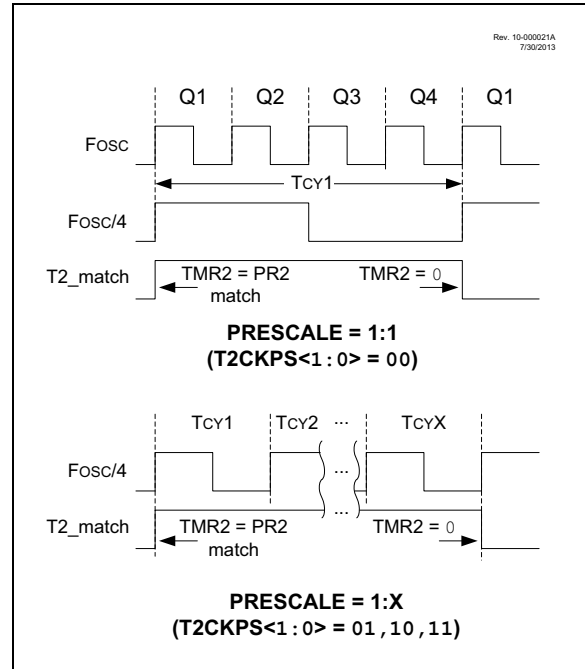 Rev. 10-000021A
7/30/2013
Q1 Q2 Q3 Q4 Q1
FOSC
TCY1
FOSC/4
T2_match
TMR2 = PR2
match
TMR2 = 0
PRESCALE = 1:1
(T2CKPS<1:0> = 00)
TCY1 TCY2 ... TCYX
FOSC/4
...
T2_match
...
TMR2 = PR2
match
TMR2 = 0
PRESCALE = 1:X
(T2CKPS<1:0> = 01,10,11)